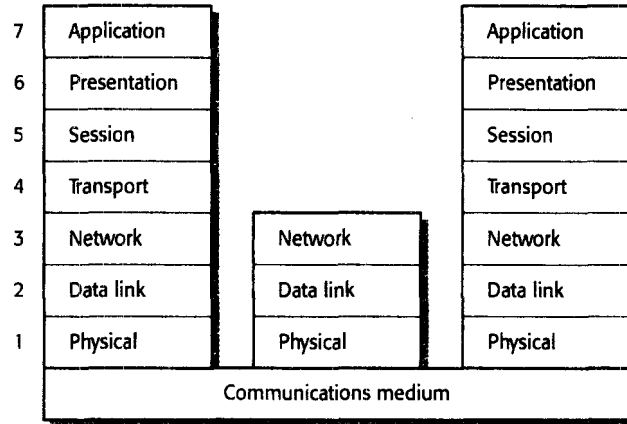 7 Application Application
6 Presentation Presentation
5 Session Session
4 Transport Transport
3 Network Network Network
2 Data link Data link Data link
1 Physical Physical Physical
Communications medium